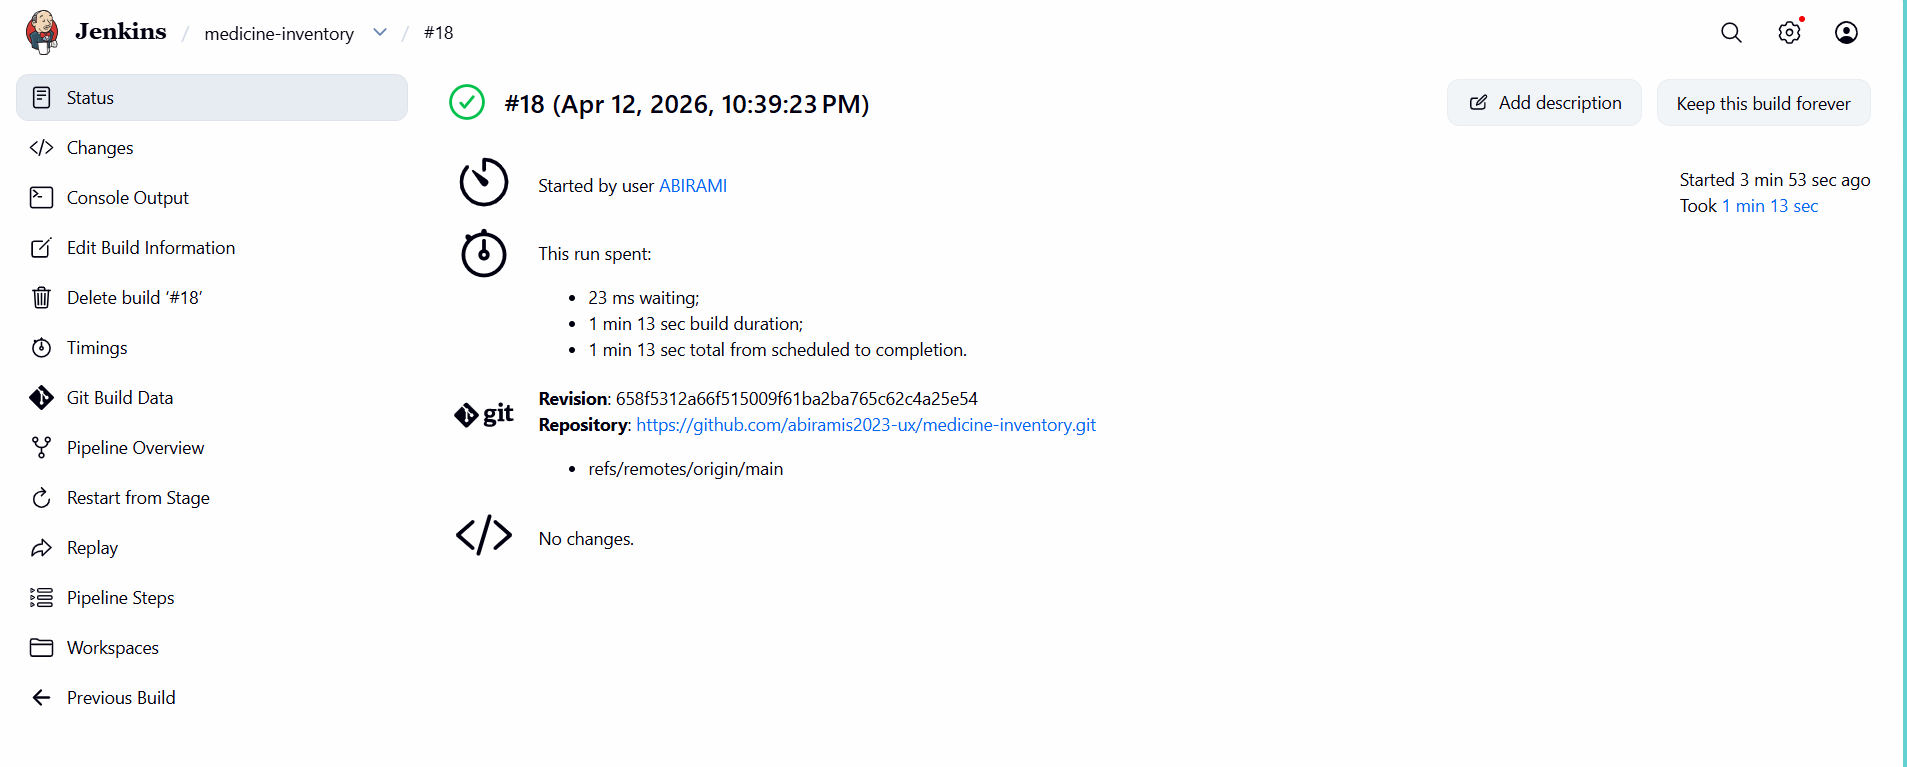 Jenkins / medicine-inventory / #18
Status
Changes
Console Output
Edit Build Information
Delete build ‘#18’
Timings
Git Build Data
Pipeline Overview
Restart from Stage
Replay
Pipeline Steps
Workspaces
Previous Build
#18 (Apr 12, 2026, 10:39:23 PM)
Add description
Keep this build forever
Started by user ABIRAMI
Started 3 min 53 sec ago
Took 1 min 13 sec
This run spent:
• 23 ms waiting;
• 1 min 13 sec build duration;
• 1 min 13 sec total from scheduled to completion.
git
Revision: 658f5312a66f515009f61ba2ba765c62c4a25e54
Repository: https://github.com/abiramis2023-ux/medicine-inventory.git
• refs/remotes/origin/main
No changes.